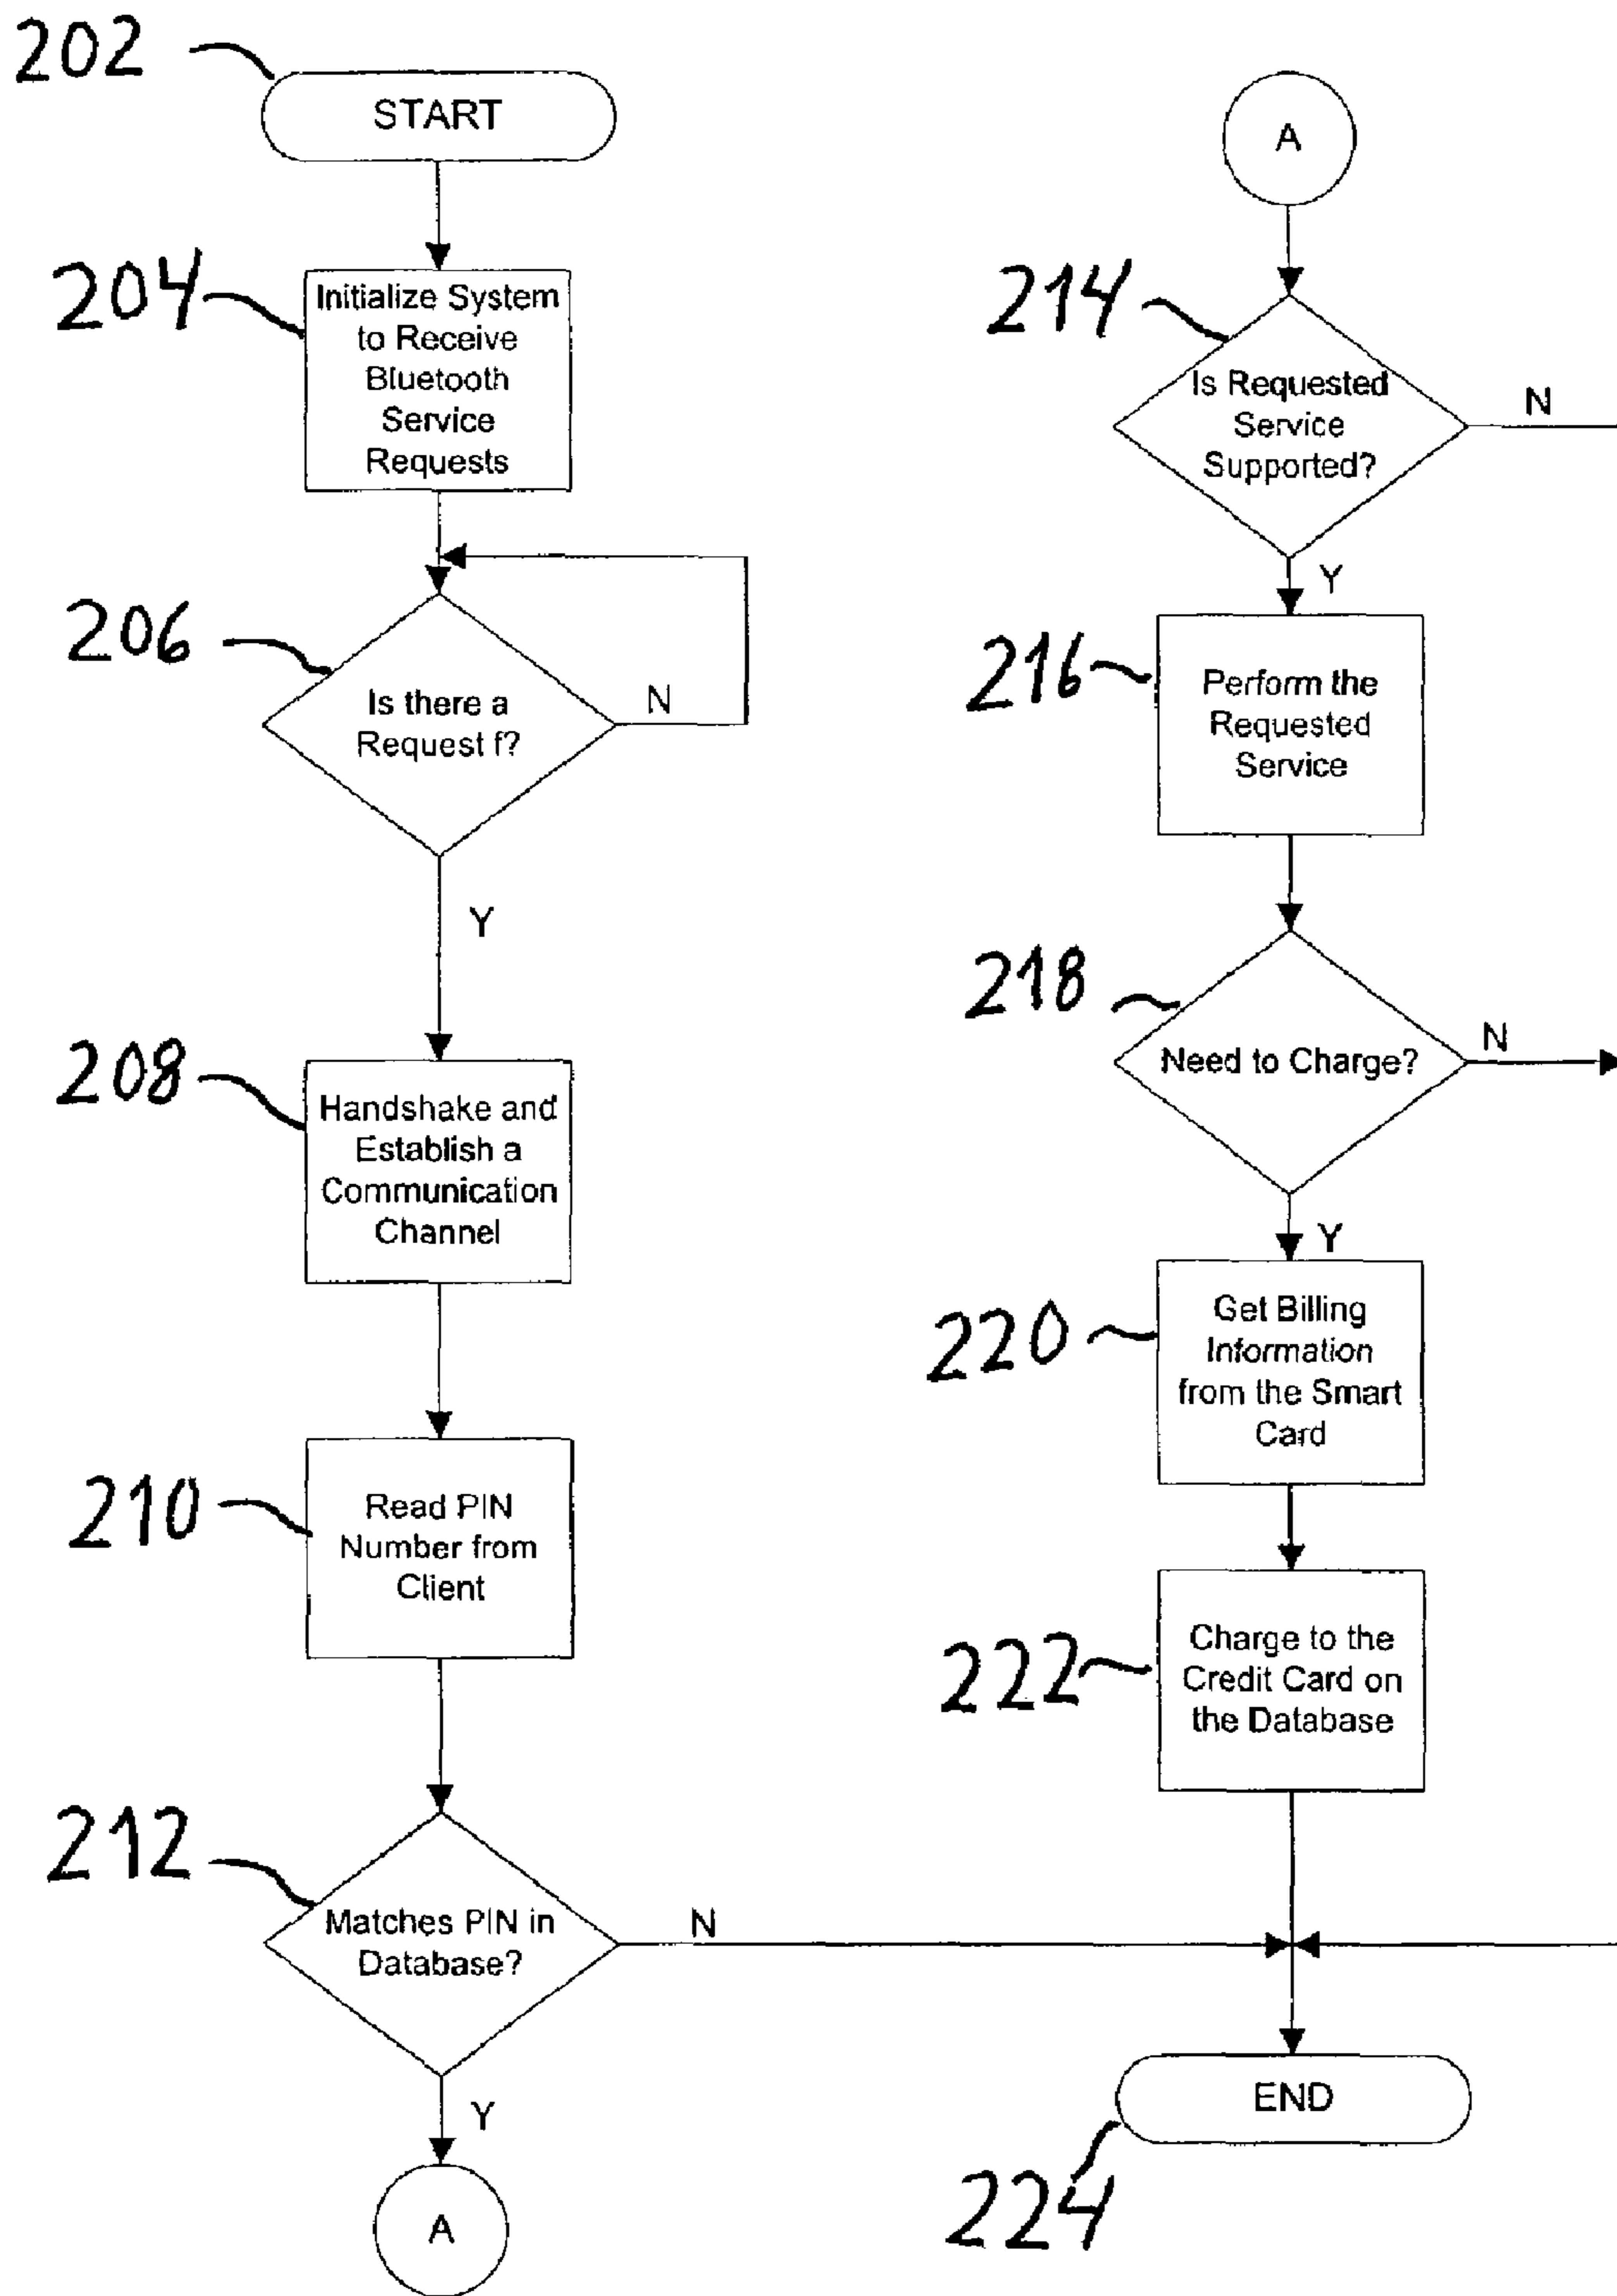 202
START
204
Initialize System
to Receive
Bluetooth
Service
Requests
206
Is there a
Request f?
N
Y
208
Handshake and
Establish a
Communication
Channel
210
Read PIN
Number from
Client
212
Matches PIN in
Database?
N
Y
A
A
214
Is Requested
Service
Supported?
N
Y
216
Perform the
Requested
Service
218
Need to Charge?
N
Y
220
Get Billing
Information
from the Smart
Card
222
Charge to the
Credit Card on
the Database
END
224